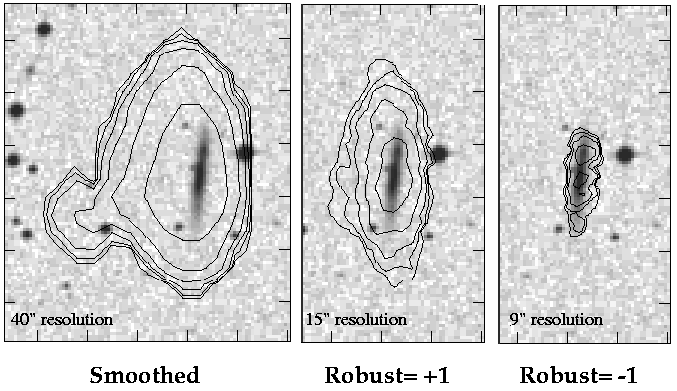 40" resolution
15" resolution
9" resolution
Smoothed
Robust= +1
Robust= -1